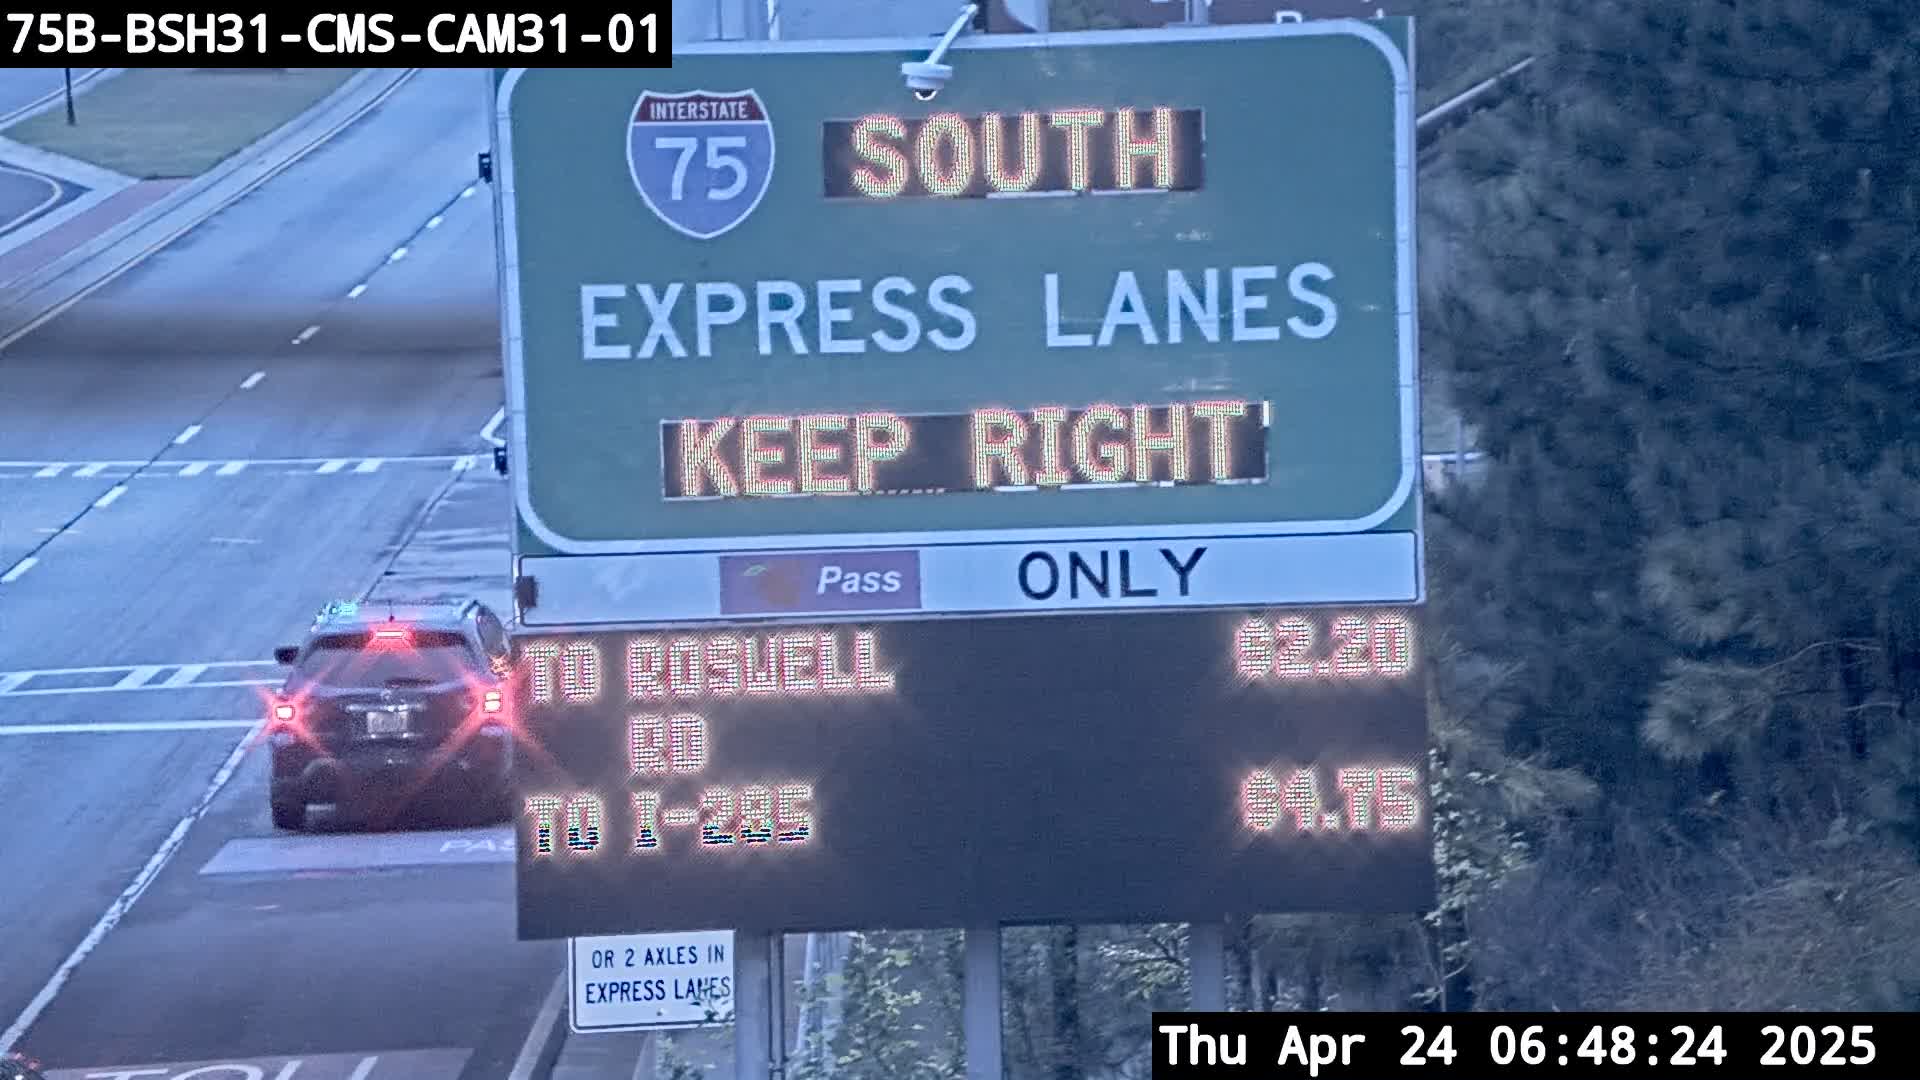 75B-BSH31-CMS-CAM31-01
INTERSTATE
75
SOUTH
EXPRESS LANES
KEEP RIGHT
Pass ONLY
TO ROSWELL $2.20
RD
TO I-285 $4.75
OR 2 AXLES IN
EXPRESS LANES
TOLL
Thu Apr 24 06:48:24 2025